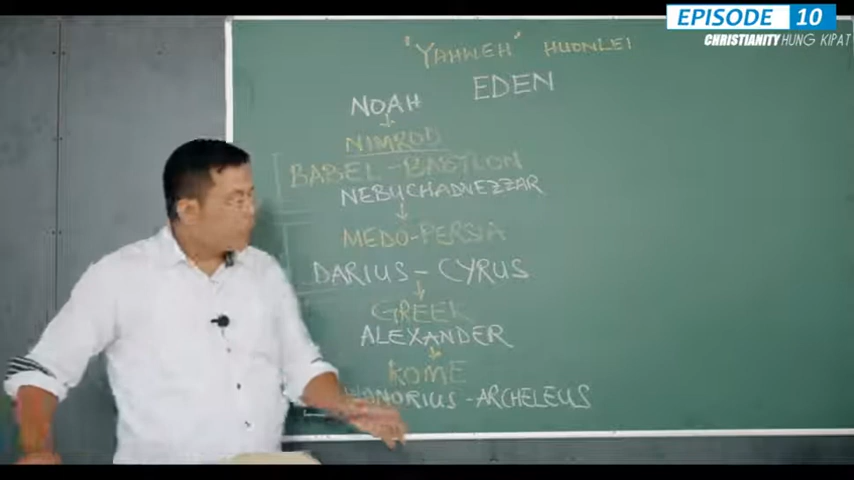 EPISODE 10
CHRISTIANITY HUNG KIPAT
"YAHWEH" HUONLEI
EDEN
NOAH
NIMROD
BABEL - BABYLON
NEBUCHADNEZZAR
MEDO-PERSIA
DARIUS - CYRUS
GREEK
ALEXANDER
ROME
- ARCHELEUS